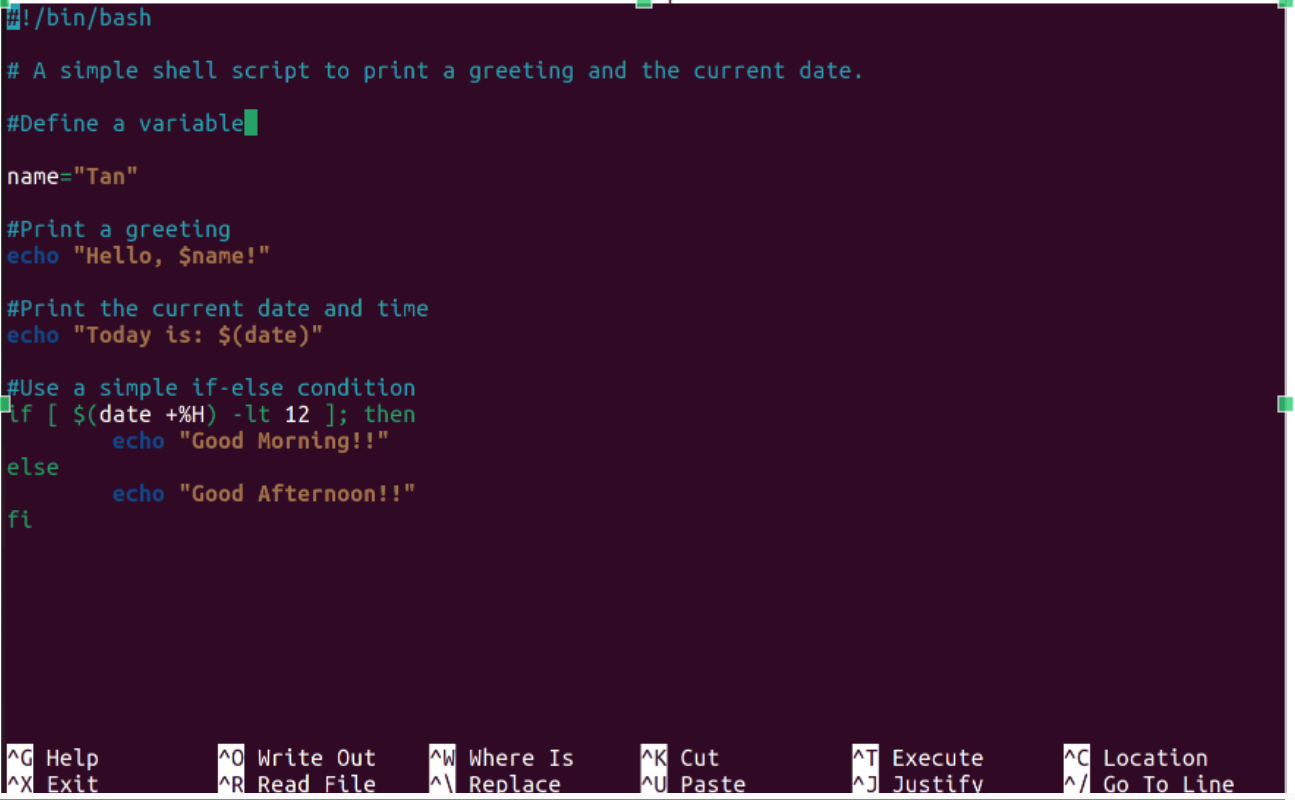 #!/bin/bash
# A simple shell script to print a greeting and the current date.
#Define a variable
name="Tan"
#Print a greeting
echo "Hello, $name!"
#Print the current date and time
echo "Today is: $(date)"
#Use a simple if-else condition
if [ $(date +%H) -lt 12 ]; then
        echo "Good Morning!!"
else
        echo "Good Afternoon!!"
fi
^G Help ^O Write Out ^W Where Is ^K Cut ^T Execute ^C Location
^X Exit ^R Read File ^\ Replace ^U Paste ^J Justify ^/ Go To Line